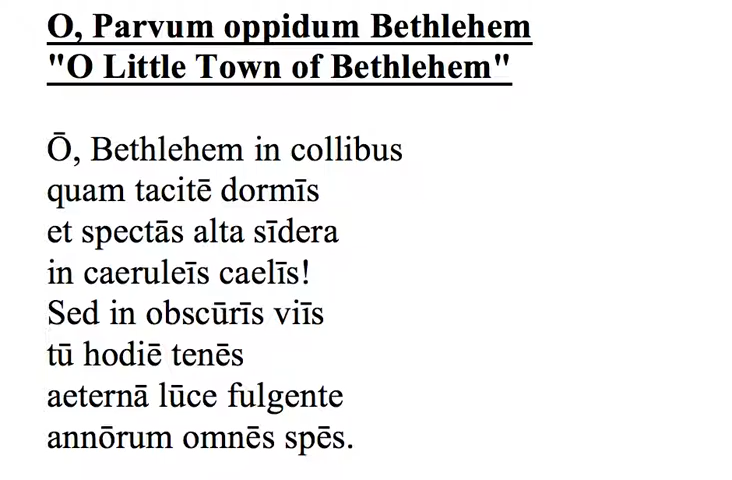 O, Parvum oppidum Bethlehem
"O Little Town of Bethlehem"
Ō, Bethlehem in collibus
quam tacitē dormīs
et spectās alta sīdera
in caeruleīs caelīs!
Sed in obscūrīs viīs
tū hodiē tenēs
aeternā lūce fulgente
annōrum omnēs spēs.